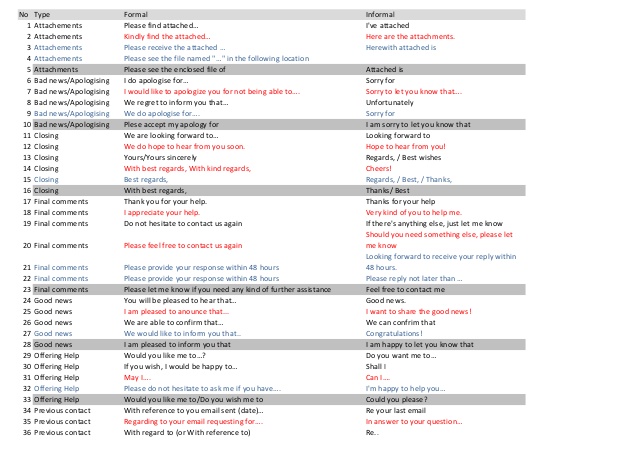 No Type Formal Informal
1 Attachements Please find attached... I've attached
2 Attachements Kindly find the attached... Here are the attachments.
3 Attachements Please receive the attached ... Herewith attached is
4 Attachements Please see the file named "..." in the following location
5 Attachments Please see the enclosed file of Attached is
6 Bad news/Apologising I do apologise for... Sorry for
7 Bad news/Apologising I would to apologize you for not being able to.... Sorry to let you know that....
8 Bad news/Apologising We regret to inform you that... Unfortunately
9 Bad news/Apologising We do apologise for.... Sorry for
10 Bad news/Apologising Plese accept my apology for I am sorry to let you know that
11 Closing We are looking forward to... Looking forward to
12 Closing We do hope to hear from you soon. Hope to hear from you!
13 Closing Yours/Yours sincerely Regards, / Best wishes
14 Closing With best regards, With kind regards, Cheers!
15 Closing Best regards, Regards, / Best, / Thanks,
16 Closing With best regards, Thanks/ Best
17 Final comments Thank you for your help. Thanks for your help
18 Final comments I appreciate your help. Very kind of you to help me.
19 Final comments Do not hesitate to contact us again If there's anything else, just let me know
Should you need something else, please let
20 Final comments Please feel free to contact us again me know
Looking forward to receive your reply within
21 Final comments Please provide your response within 48 hours 48 hours.
22 Final comments Please provide your response within 48 hours Please reply not later than ...
23 Final comments Please let me know if you need any kind of further assistance Feel free to contact me
24 Good news You will be pleased to hear that... Good news.
25 Good news I am pleased to anounce that... I want to share the good news!
26 Good news We are able to confirm that... We can confrim that
27 Good news We would like to inform you that.. Congratulations!
28 Good news I am pleased to inform you that I am happy to let you know that
29 Offering Help Would you like me to...? Do you want me to...
30 Offering Help If you wish, I would be happy to... Shall I
31 Offering Help May I.... Can I....
32 Offering Help Please do not hesitate to ask me if you have.... I'm happy to help you...
33 Offering Help Would you like me to/Do you wish me to Could you please?
34 Previous contact With reference to you email sent (date)... Re your last email
35 Previous contact Regarding to your email requesting for.... In answer to your question...
36 Previous contact With regard to (or With reference to) Re..